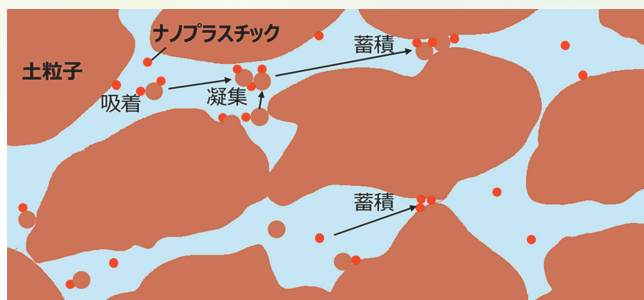 ナノプラスチック
蓄積
土粒子
吸着
凝集
蓄積